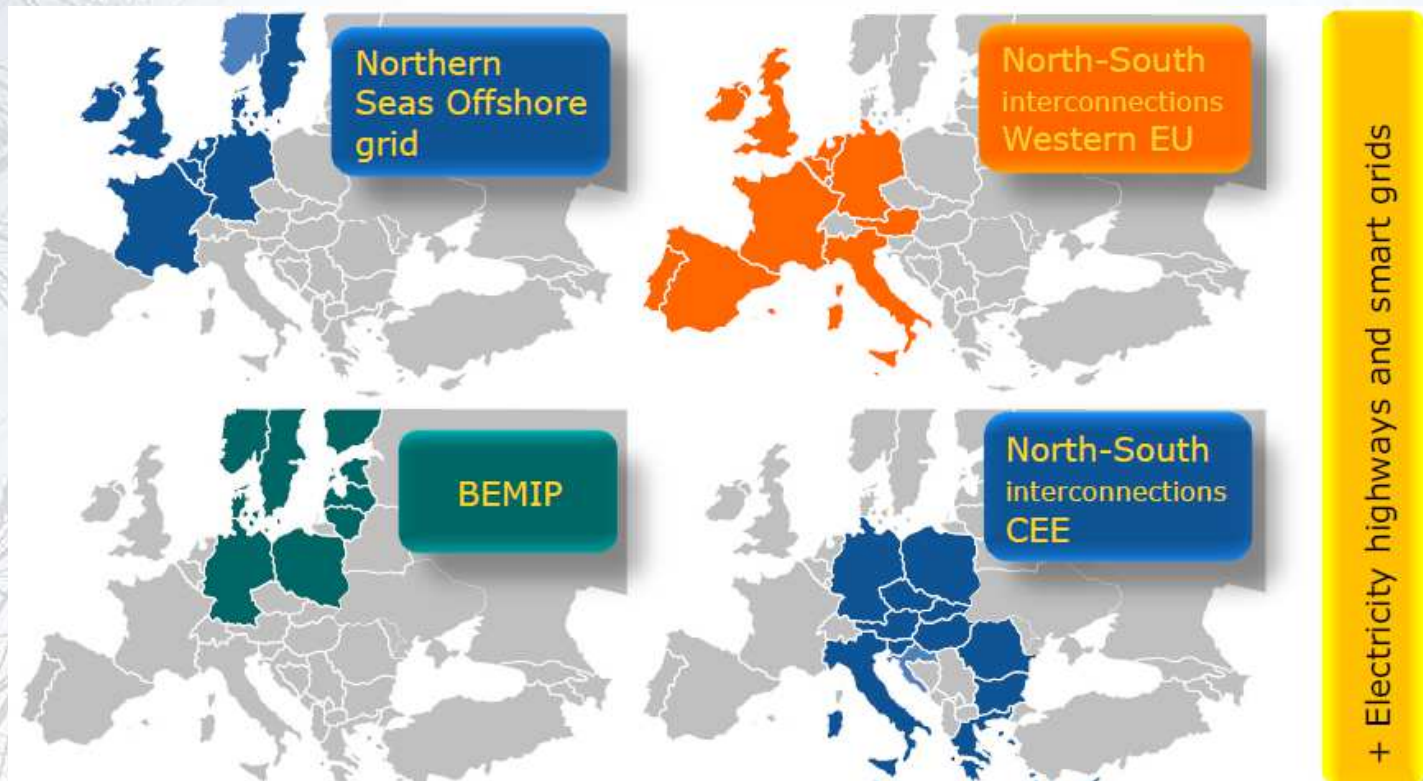 Northern
Seas Offshore
grid
North-South
interconnections
Western EU
BEMIP
North-South
interconnections
CEE
+ Electricity highways and smart grids